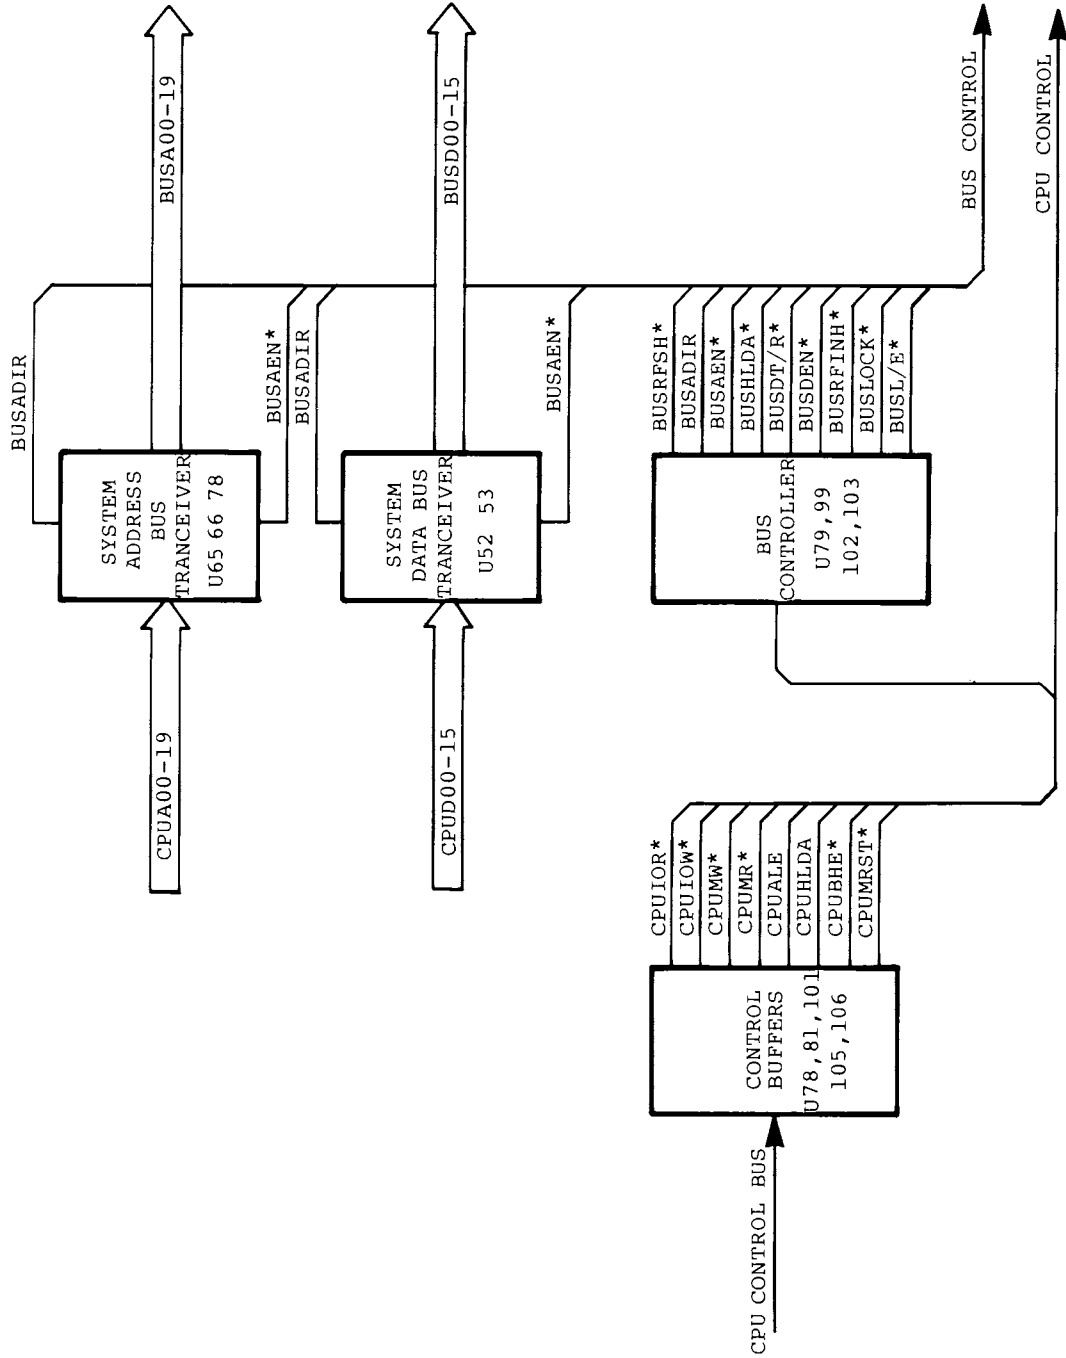 BUSADIR
SYSTEM
ADDRESS
BUS
TRANCEIVER
U65 66 78
CPUA00-19
BUSA00-19
BUSAEN*
BUSADIR
SYSTEM
DATA BUS
TRANCEIVER
U52 53
CPUD00-15
BUSD00-15
BUSAEN*
BUS
CONTROLLER
U79,99
102,103
BUSRFSH*
BUSADIR
BUSAEN*
BUSHLDA*
BUSDT/R*
BUSDEN*
BUSRFINH*
BUSLOCK*
BUSL/E*
CPU CONTROL BUS
CONTROL
BUFFERS
U78,81,101
105,106
CPUIOR*
CPUIOW*
CPUMW*
CPUMR*
CPUALE
CPUHLDA
CPUBHE*
CPUMRST*
BUS CONTROL
CPU CONTROL